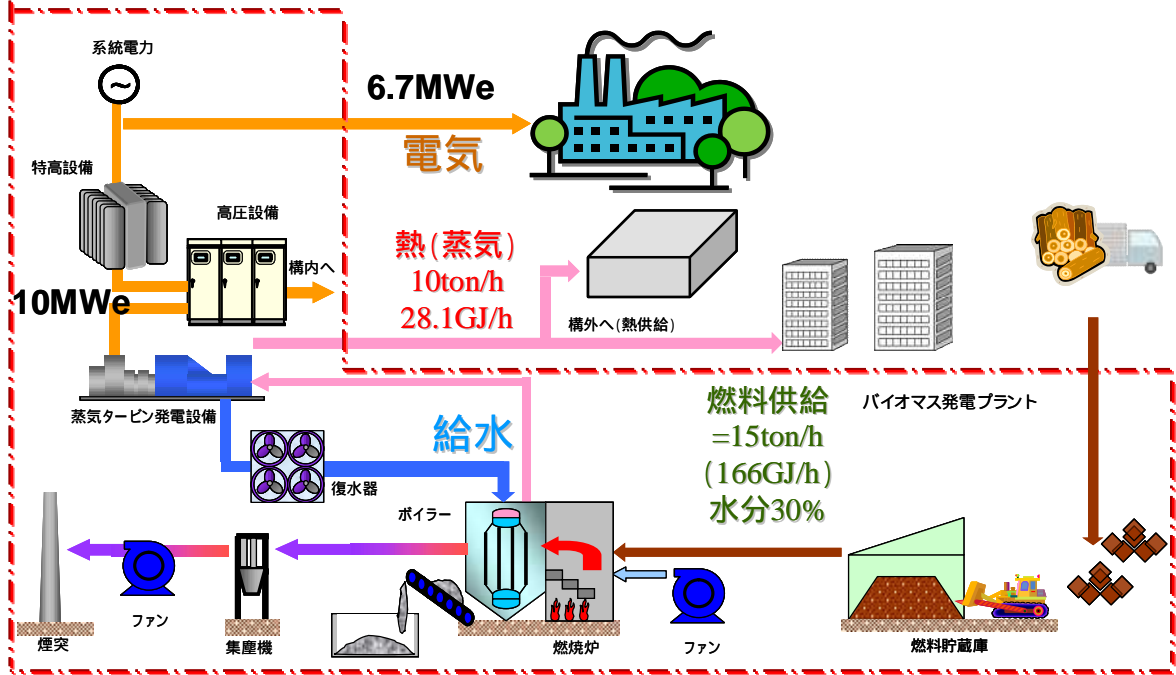 系統電力
~
6.7MWe
電気
特高設備
高圧設備
構内へ
10MWe
熱(蒸気)
10ton/h
28.1GJ/h
構外へ(熱供給)
蒸気タービン発電設備
給水
燃料供給
=15ton/h
(166GJ/h)
水分30%
バイオマス発電プラント
復水器
ボイラー
ファン
煙突
集塵機
燃焼炉
ファン
燃料貯蔵庫